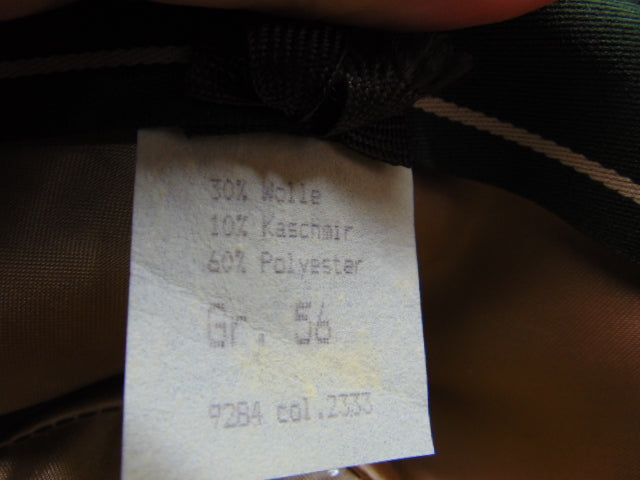 30% Wolle
10% Kaschmir
60% Polyester
Gr. 56
9284 col.2333